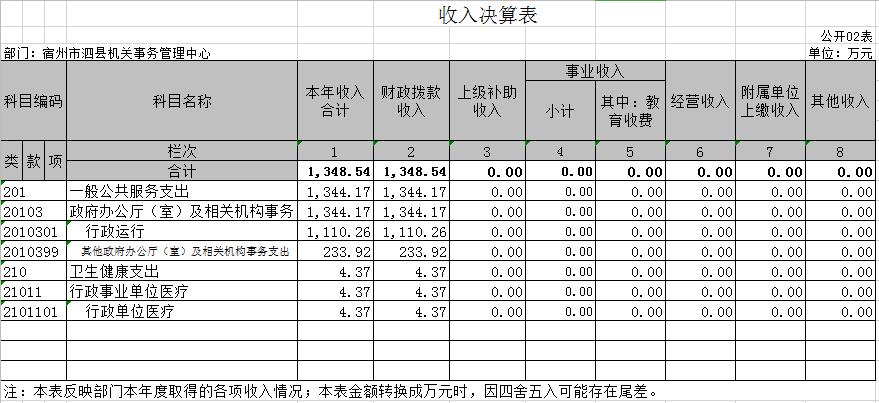 收入决算表
公开02表
部门：宿州市泗县机关事务管理中心 单位：万元
科目编码 科目名称 本年收入合计 财政拨款收入 上级补助收入 事业收入 经营收入 附属单位上缴收入 其他收入
小计 其中：教育收费
类 款 项 栏次 1 2 3 4 5 6 7 8
合计 1,348.54 1,348.54 0.00 0.00 0.00 0.00 0.00 0.00
201 一般公共服务支出 1,344.17 1,344.17 0.00 0.00 0.00 0.00 0.00 0.00
20103 政府办公厅（室）及相关机构事务 1,344.17 1,344.17 0.00 0.00 0.00 0.00 0.00 0.00
2010301 行政运行 1,110.26 1,110.26 0.00 0.00 0.00 0.00 0.00 0.00
2010399 其他政府办公厅（室）及相关机构事务支出 233.92 233.92 0.00 0.00 0.00 0.00 0.00 0.00
210 卫生健康支出 4.37 4.37 0.00 0.00 0.00 0.00 0.00 0.00
21011 行政事业单位医疗 4.37 4.37 0.00 0.00 0.00 0.00 0.00 0.00
2101101 行政单位医疗 4.37 4.37 0.00 0.00 0.00 0.00 0.00 0.00
注：本表反映部门本年度取得的各项收入情况；本表金额转换成万元时，因四舍五入可能存在尾差。